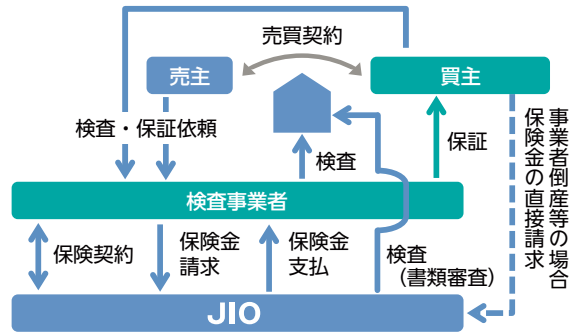 売買契約
売主
買主
検査・保証依頼
検査
保証
事業者倒産等の場合
保険金の直接請求
検査事業者
保険契約
保険金
請求
保険金
支払
検査
（書類審査）
JIO